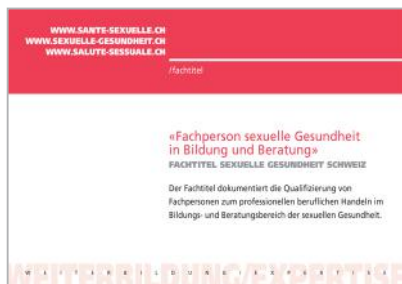 WWW.SANTE-SEXUELLE.CH
WWW.SEXUELLE-GESUNDHEIT.CH
WWW.SALUTE-SESSUALE.CH
/fachtitel
«Fachperson sexuelle Gesundheit
in Bildung und Beratung»
FACHTITEL SEXUELLE GESUNDHEIT SCHWEIZ
Der Fachtitel dokumentiert die Qualifizierung von
Fachpersonen zum professionellen beruflichen Handeln im
Bildungs- und Beratungsbereich der sexuellen Gesundheit.
WEITERBILDUNG/EXPERTISE